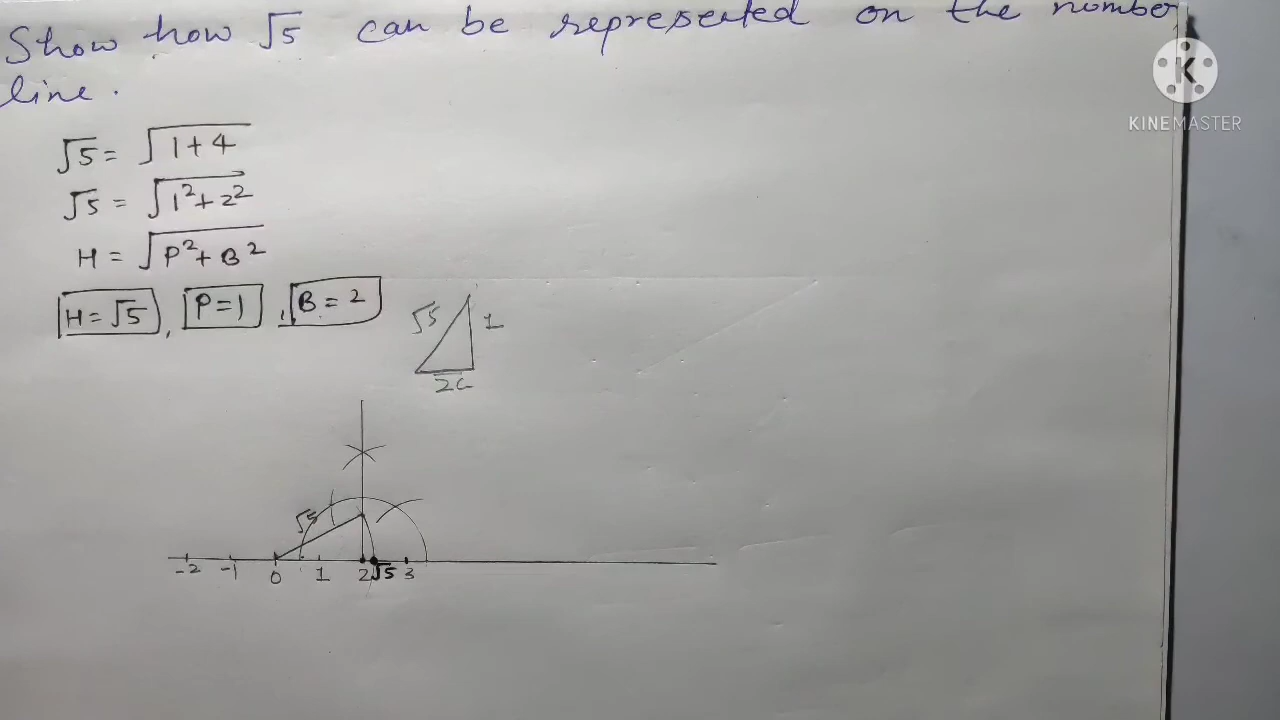 Show how √5 can be represented on the number
line.
K
KINEMASTER
√5 = √1+4
√5 = √1²+2²
H = √P²+B²
H = √5, P = 1, B = 2
√5 1
2
√5
-2 -1 0 1 2 √5 3